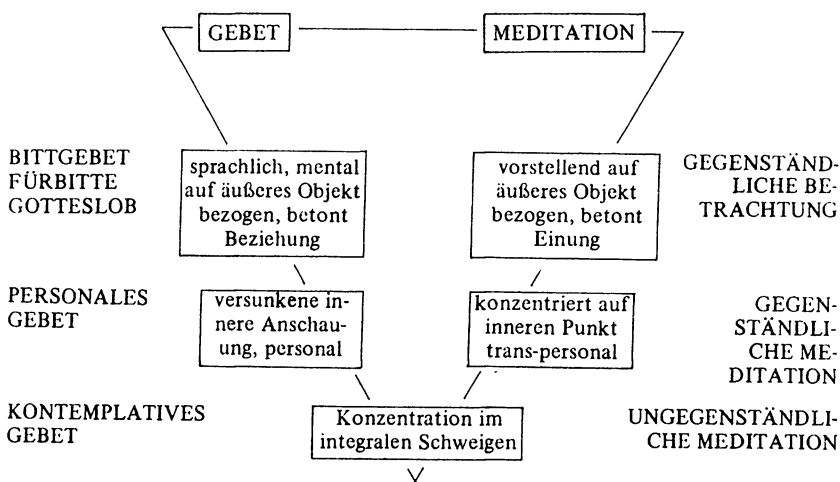 GEBET
MEDITATION
BITTGEBET
FÜRBITTE
GOTTESLOB
sprachlich, mental
auf äußeres Objekt
bezogen, betont
Beziehung
vorstellend auf
äußeres Objekt
bezogen, betont
Einung
GEGENSTÄND-
LICHE BE-
TRACHTUNG
PERSONALES
GEBET
versunkene in-
nere Anschau-
ung, personal
konzentriert auf
inneren Punkt
trans-personal
GEGEN-
STÄNDLI-
CHE ME-
DITATION
KONTEMPLATIVES
GEBET
Konzentration im
integralen Schweigen
UNGEGENSTÄNDLI-
CHE MEDITATION